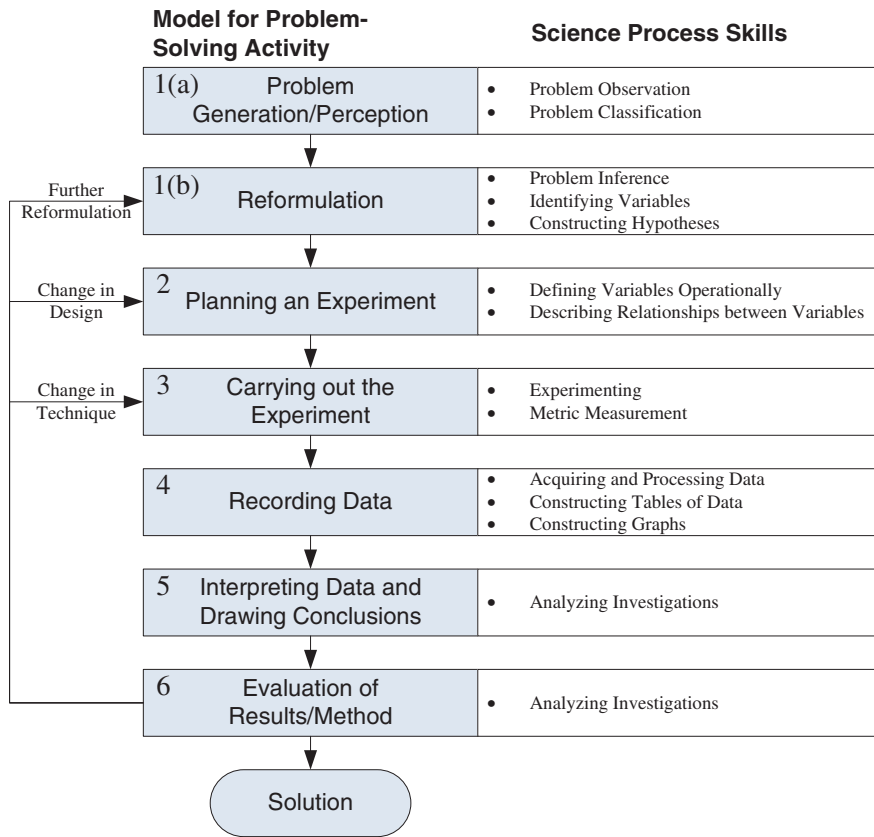 Model for Problem-
Solving Activity
Science Process Skills
1(a)
Problem
Generation/Perception
• Problem Observation
• Problem Classification
Further
Reformulation
1(b)
Reformulation
• Problem Inference
• Identifying Variables
• Constructing Hypotheses
Change in
Design
2
Planning an Experiment
• Defining Variables Operationally
• Describing Relationships between Variables
Change in
Technique
3
Carrying out the
Experiment
• Experimenting
• Metric Measurement
4
Recording Data
• Acquiring and Processing Data
• Constructing Tables of Data
• Constructing Graphs
5
Interpreting Data and
Drawing Conclusions
• Analyzing Investigations
6
Evaluation of
Results/Method
• Analyzing Investigations
Solution